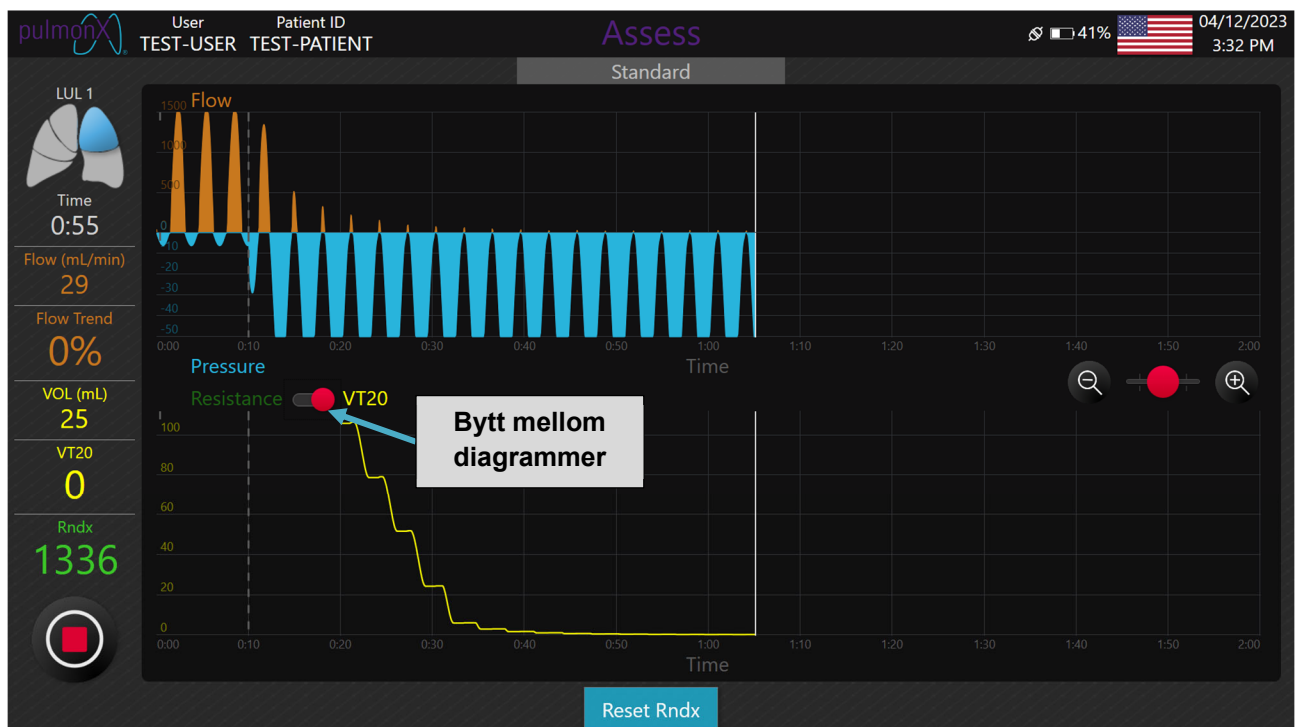 pulmonx
User Patient ID
TEST-USER TEST-PATIENT
Assess
41%
04/12/2023
3:32 PM
Standard
LUL 1
Time
0:55
Flow (mL/min)
29
Flow Trend
0%
VOL (mL)
25
VT20
0
Rndx
1336
Flow
1500
1000
500
0
-10
-20
-30
-40
-50
0:00 0:10 0:20 0:30 0:40 0:50 1:00 1:10 1:20 1:30 1:40 1:50 2:00
Pressure
Time
Resistance VT20
Bytt mellom
diagrammer
100
80
60
40
20
0
0:00 0:10 0:20 0:30 0:40 0:50 1:00 1:10 1:20 1:30 1:40 1:50 2:00
Time
Reset Rndx